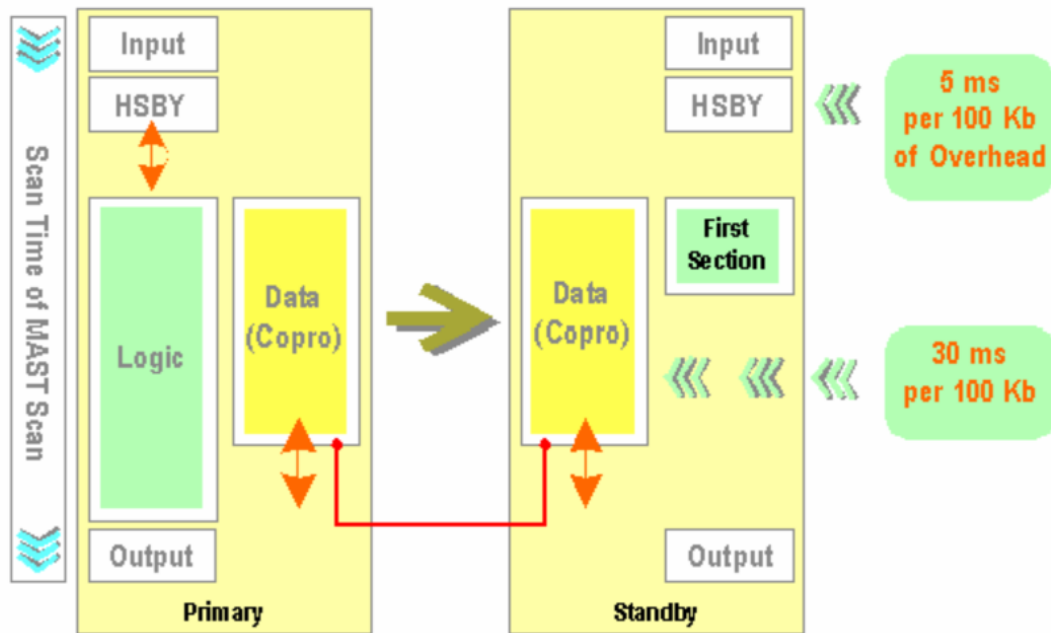 Scan Time of MAST Scan
Input
HSBY
Logic
Data
(Copro)
Output
Primary
Input
HSBY
Data
(Copro)
First
Section
Output
Standby
5 ms
per 100 Kb
of Overhead
30 ms
per 100 Kb